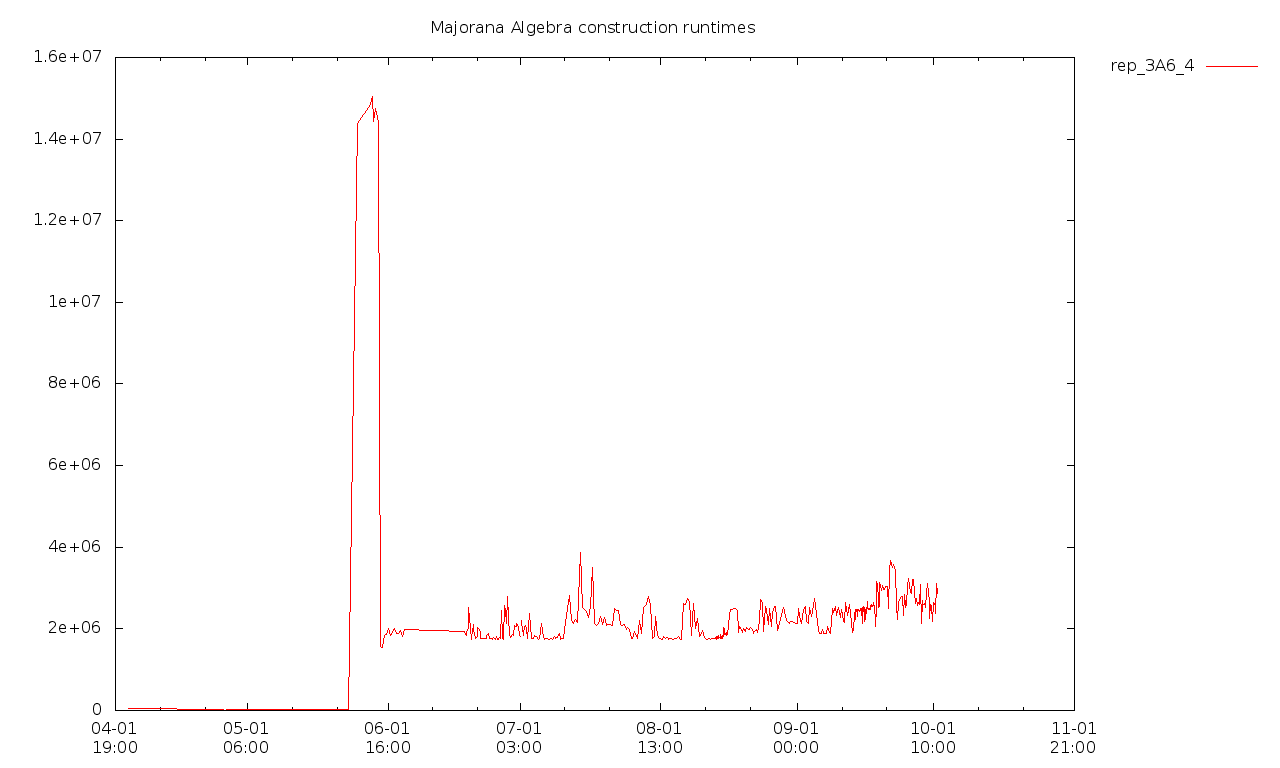 Majorana Algebra construction runtimes
rep_3A6_4
1.6e+07
1.4e+07
1.2e+07
1e+07
8e+06
6e+06
4e+06
2e+06
0
04-01 05-01 06-01 07-01 08-01 09-01 10-01 11-01
19:00 06:00 16:00 03:00 13:00 00:00 10:00 21:00